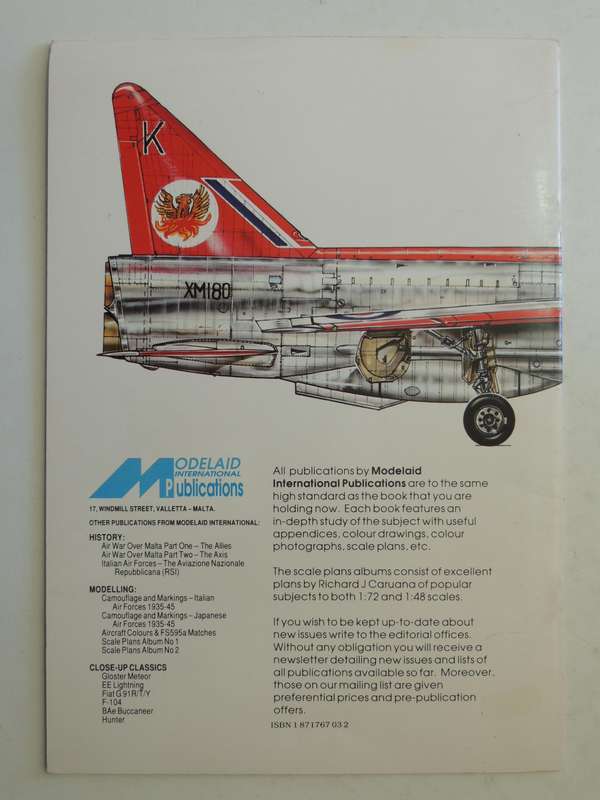 K
XM180
MODELAID
INTERNATIONAL
Publications
17, WINDMILL STREET, VALLETTA – MALTA.
OTHER PUBLICATIONS FROM MODELAID INTERNATIONAL:
HISTORY:
Air War Over Malta Part One – The Allies
Air War Over Malta Part Two – The Axis
Italian Air Forces – The Aviazione Nazionale
Repubblicana (RSI)
MODELLING:
Camouflage and Markings – Italian
Air Forces 1935-45
Camouflage and Markings – Japanese
Air Forces 1935-45
Aircraft Colours & FS595a Matches
Scale Plans Album No 1
Scale Plans Album No 2
CLOSE-UP CLASSICS
Gloster Meteor
EE Lightning
Fiat G.91R/T/Y
F-104
BAe Buccaneer
Hunter
All publications by Modelaid
International Publications are to the same
high standard as the book that you are
holding now. Each book features an
in-depth study of the subject with useful
appendices, colour drawings, colour
photographs, scale plans, etc.
The scale plans albums consist of excellent
plans by Richard J Caruana of popular
subjects to both 1:72 and 1:48 scales.
If you wish to be kept up-to-date about
new issues write to the editorial offices.
Without any obligation you will receive a
newsletter detailing new issues and lists of
all publications available so far. Moreover,
those on our mailing list are given
preferential prices and pre-publication
offers.
ISBN 1 871767 03 2